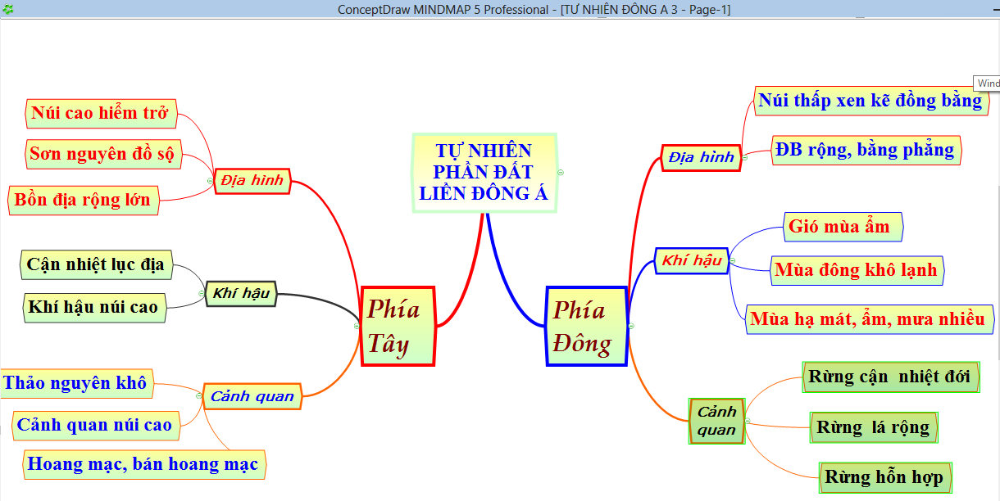 ConceptDraw MINDMAP 5 Professional - [TƯ NHIÊN ĐÔNG A 3 - Page-1]
Wind
TỰ NHIÊN
PHẦN ĐẤT
LIỀN ĐÔNG Á
Phía
Tây
Địa hình
Núi cao hiểm trở
Sơn nguyên đồ sộ
Bồn địa rộng lớn
Khí hậu
Cận nhiệt lục địa
Khí hậu núi cao
Cảnh quan
Thảo nguyên khô
Cảnh quan núi cao
Hoang mạc, bán hoang mạc
Phía
Đông
Địa hình
Núi thấp xen kẽ đồng bằng
ĐB rộng, bằng phẳng
Khí hậu
Gió mùa ẩm
Mùa đông khô lạnh
Mùa hạ mát, ẩm, mưa nhiều
Cảnh
quan
Rừng cận nhiệt đới
Rừng lá rộng
Rừng hỗn hợp